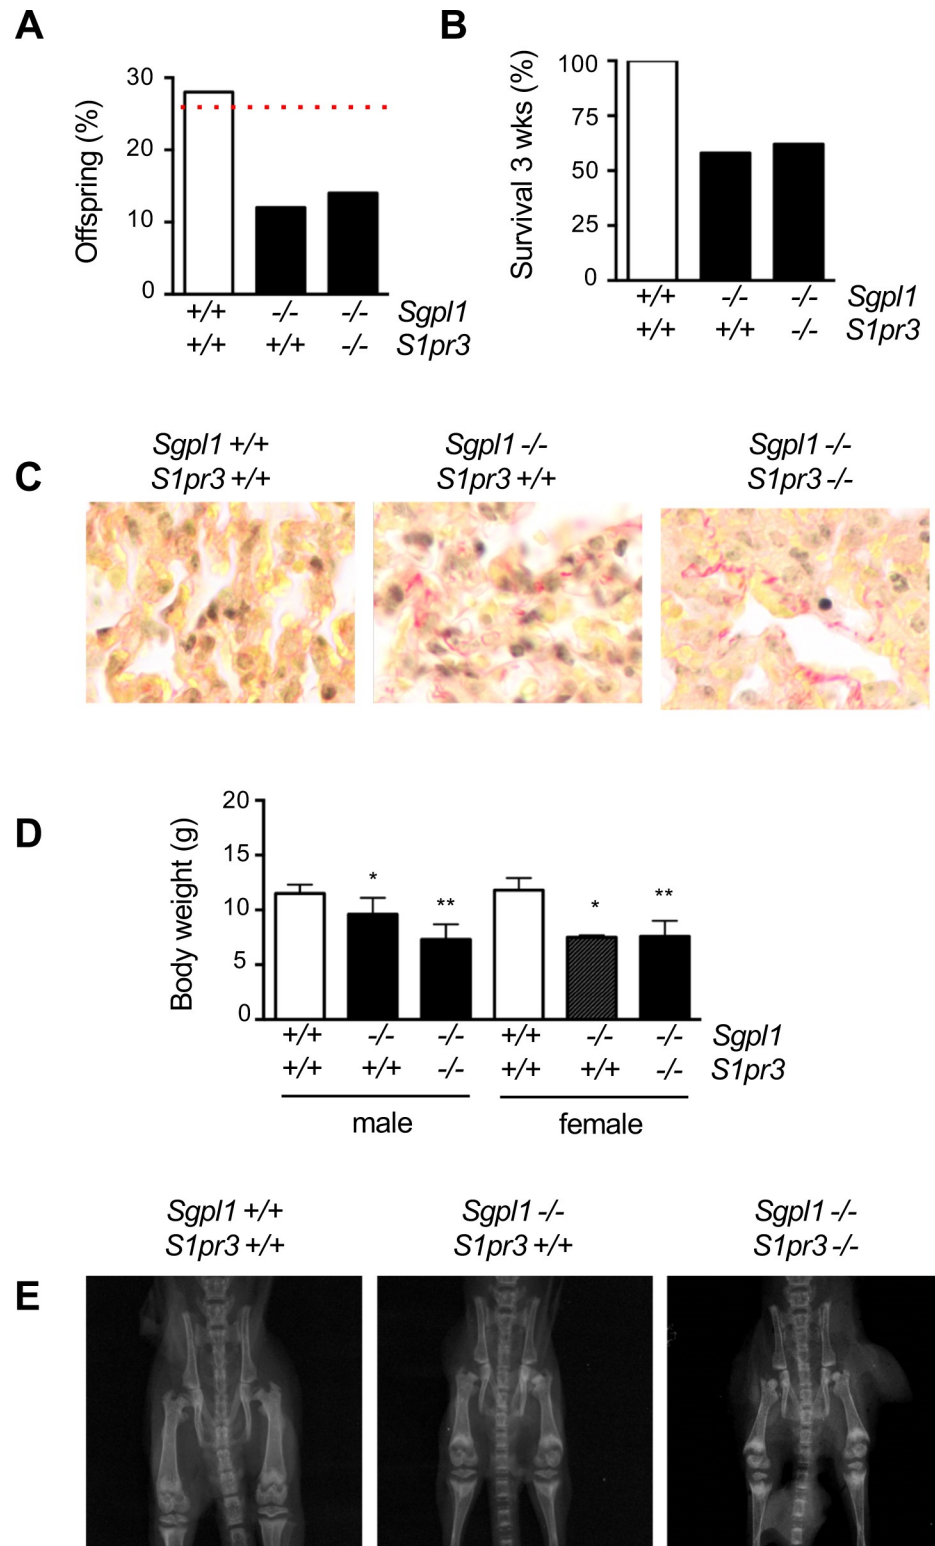 A
Offspring (%)
30
20
10
0
+/+ -/- -/- Sgpl1
+/+ +/+ -/- S1pr3
B
Survival 3 wks (%)
100
75
50
25
0
+/+ -/- -/- Sgpl1
+/+ +/+ -/- S1pr3
C
Sgpl1 +/+
S1pr3 +/+
Sgpl1 -/-
S1pr3 +/+
Sgpl1 -/-
S1pr3 -/-
D
Body weight (g)
20
15
10
5
0
* ** * **
+/+ -/- -/- +/+ -/- -/- Sgpl1
+/+ +/+ -/- +/+ +/+ -/- S1pr3
male female
E
Sgpl1 +/+
S1pr3 +/+
Sgpl1 -/-
S1pr3 +/+
Sgpl1 -/-
S1pr3 -/-